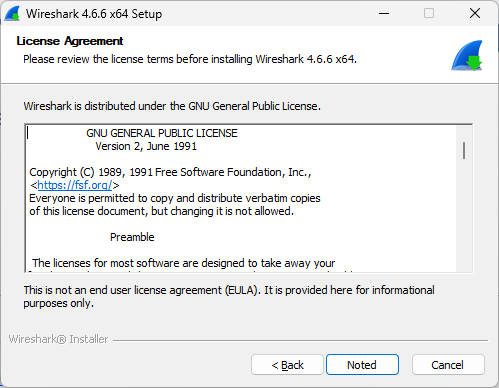 Wireshark 4.6.6 x64 Setup
License Agreement
Please review the license terms before installing Wireshark 4.6.6 x64.
Wireshark is distributed under the GNU General Public License.
GNU GENERAL PUBLIC LICENSE
Version 2, June 1991
Copyright (C) 1989, 1991 Free Software Foundation, Inc.,
<https://fsf.org/>
Everyone is permitted to copy and distribute verbatim copies
of this license document, but changing it is not allowed.
Preamble
The licenses for most software are designed to take away your
This is not an end user license agreement (EULA). It is provided here for informational
purposes only.
Wireshark® Installer
< Back
Noted
Cancel